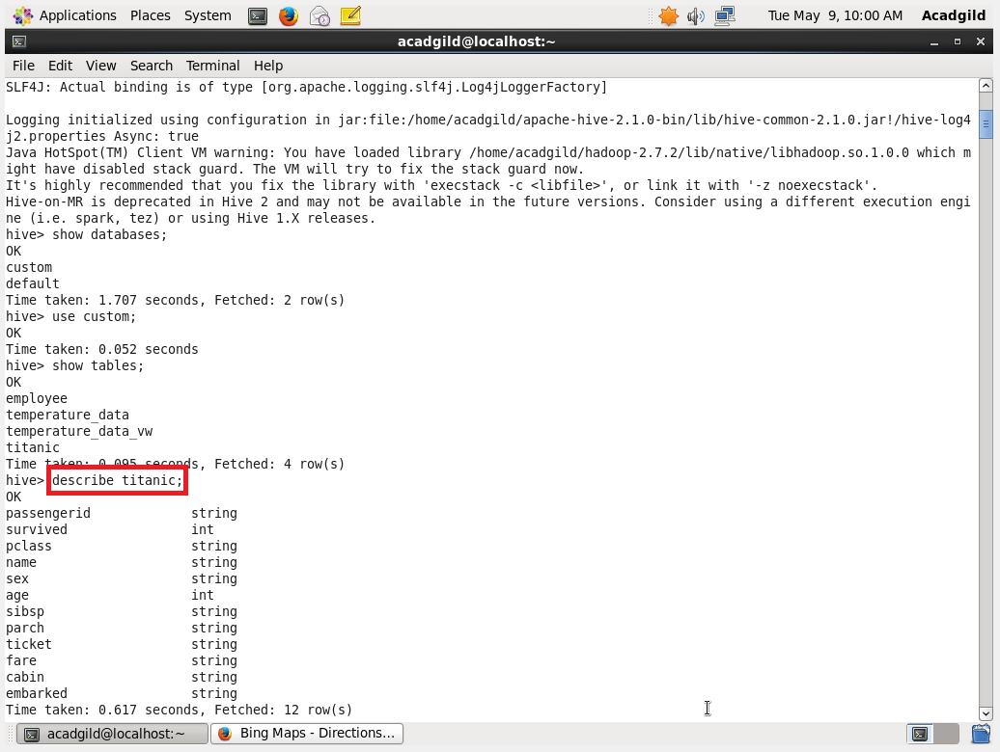 Applications Places System Tue May 9, 10:00 AM Acadgild
acadgild@localhost:~
File Edit View Search Terminal Help
SLF4J: Actual binding is of type [org.apache.logging.slf4j.Log4jLoggerFactory]
Logging initialized using configuration in jar:file:/home/acadgild/apache-hive-2.1.0-bin/lib/hive-common-2.1.0.jar!/hive-log4
j2.properties Async: true
Java HotSpot(TM) Client VM warning: You have loaded library /home/acadgild/hadoop-2.7.2/lib/native/libhadoop.so.1.0.0 which m
ight have disabled stack guard. The VM will try to fix the stack guard now.
It's highly recommended that you fix the library with 'execstack -c <libfile>', or link it with '-z noexecstack'.
Hive-on-MR is deprecated in Hive 2 and may not be available in the future versions. Consider using a different execution engi
ne (i.e. spark, tez) or using Hive 1.X releases.
hive> show databases;
OK
custom
default
Time taken: 1.707 seconds, Fetched: 2 row(s)
hive> use custom;
OK
Time taken: 0.052 seconds
hive> show tables;
OK
employee
temperature_data
temperature_data_vw
titanic
Time taken: 0.095 seconds, Fetched: 4 row(s)
hive> describe titanic;
OK
passengerid string
survived int
pclass string
name string
sex string
age int
sibsp string
parch string
ticket string
fare string
cabin string
embarked string
Time taken: 0.617 seconds, Fetched: 12 row(s)
acadgild@localhost:~ Bing Maps - Directions...